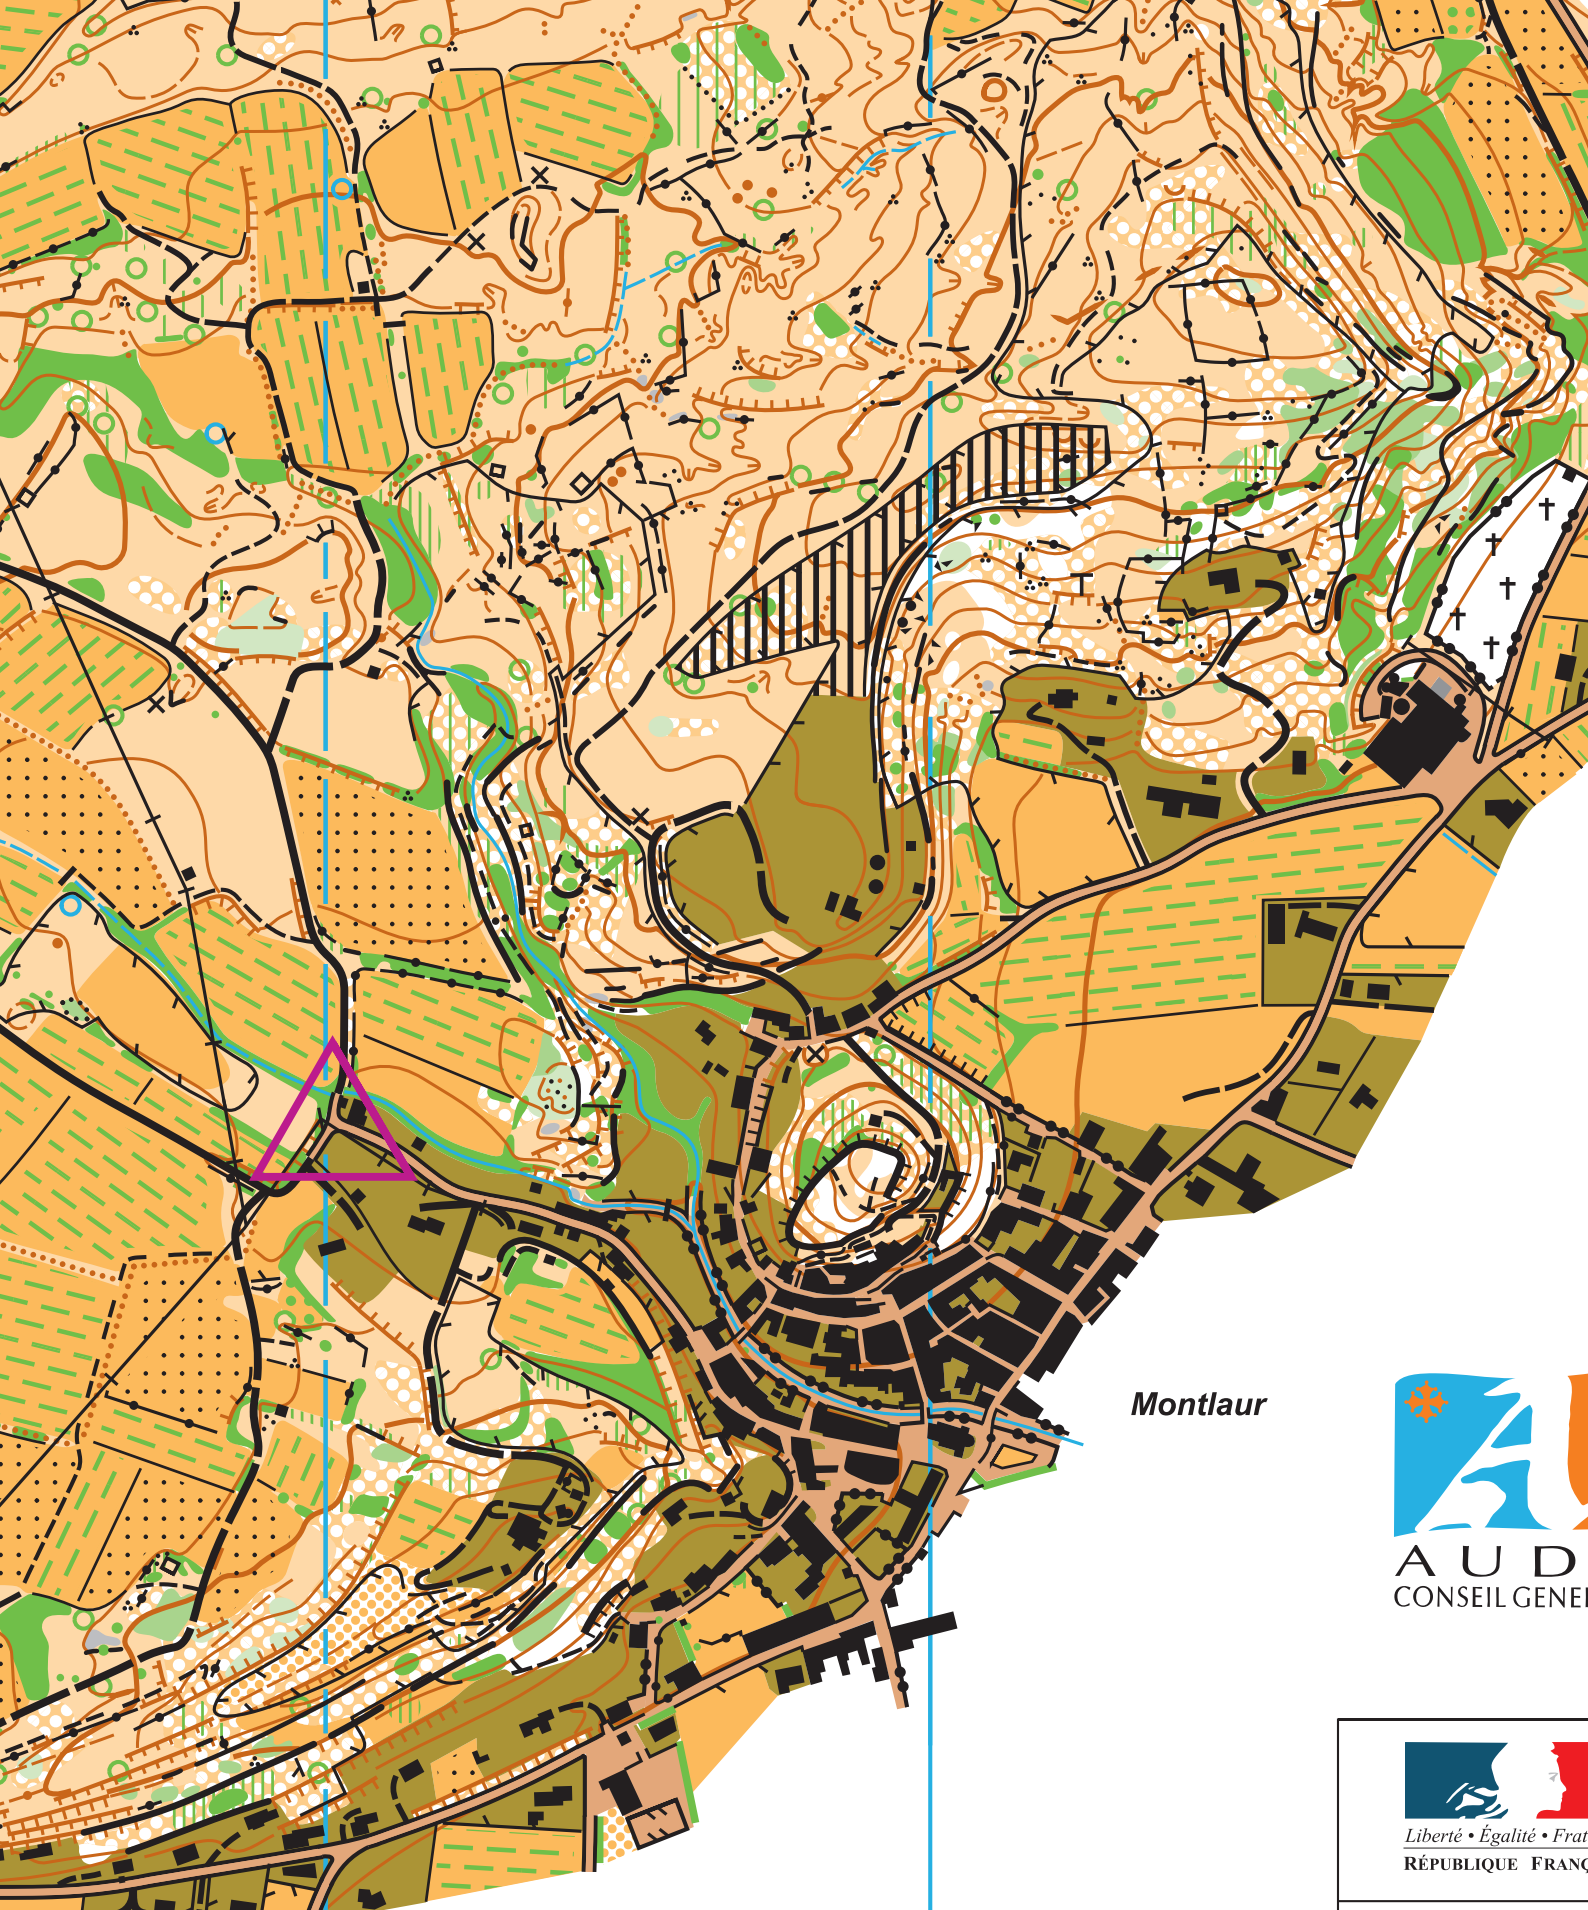 Montlaur
AUD
CONSEIL GENE
Liberté • Égalité • Frat
RÉPUBLIQUE FRANÇ